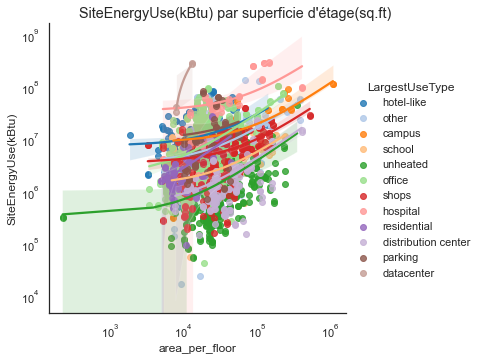 SiteEnergyUse(kBtu) par superficie d'étage(sq.ft)
10⁹
10⁸
10⁷
10⁶
10⁵
10⁴
SiteEnergyUse(kBtu)
10³
10⁴
10⁵
10⁶
area_per_floor
LargestUseType
hotel-like
other
campus
school
unheated
office
shops
hospital
residential
distribution center
parking
datacenter